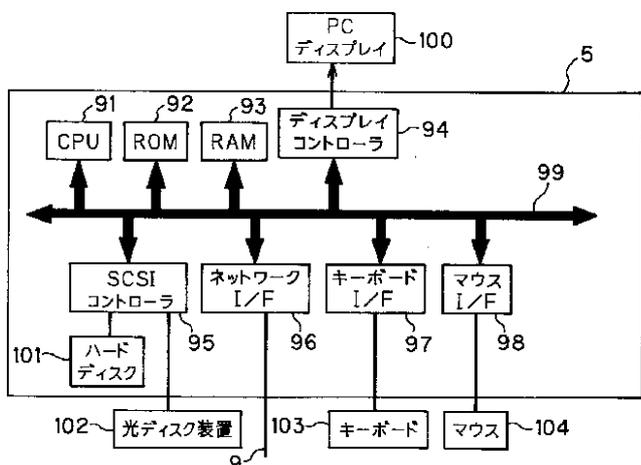 PC
ディスプレイ
100
5
91
92
93
CPU
ROM
RAM
ディスプレイ
コントローラ
94
99
SCSI
コントローラ
ネットワーク
I/F
キーボード
I/F
マウス
I/F
95
96
97
98
101
ハード
ディスク
102
光ディスク装置
9
103
キーボード
マウス
104